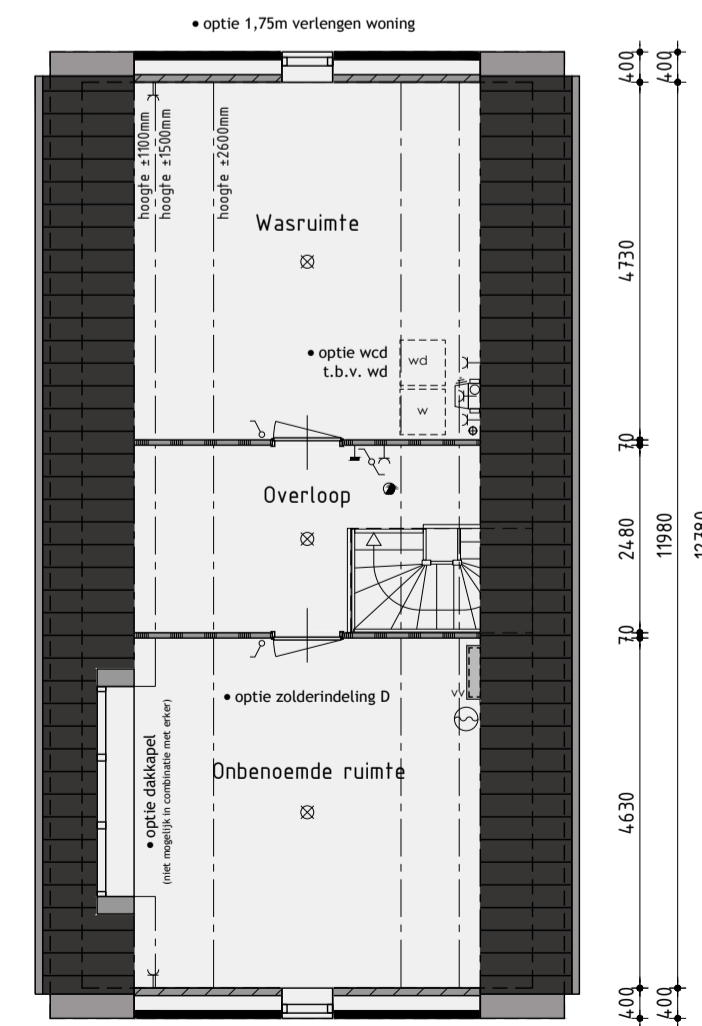 • optie 1,75m verlengen woning
400
400
hoogte ±1100mm
hoogte ±1500mm
hoogte ±2600mm
Wasruimte
4730
• optie wcd
t.b.v. wd
wd
w
70
Overloop
2480
11980
12780
70
• optie zolderindeling D
VV
• optie dakkapel
(niet mogelijk in combinatie met erker)
Onbenoemde ruimte
4630
400
400